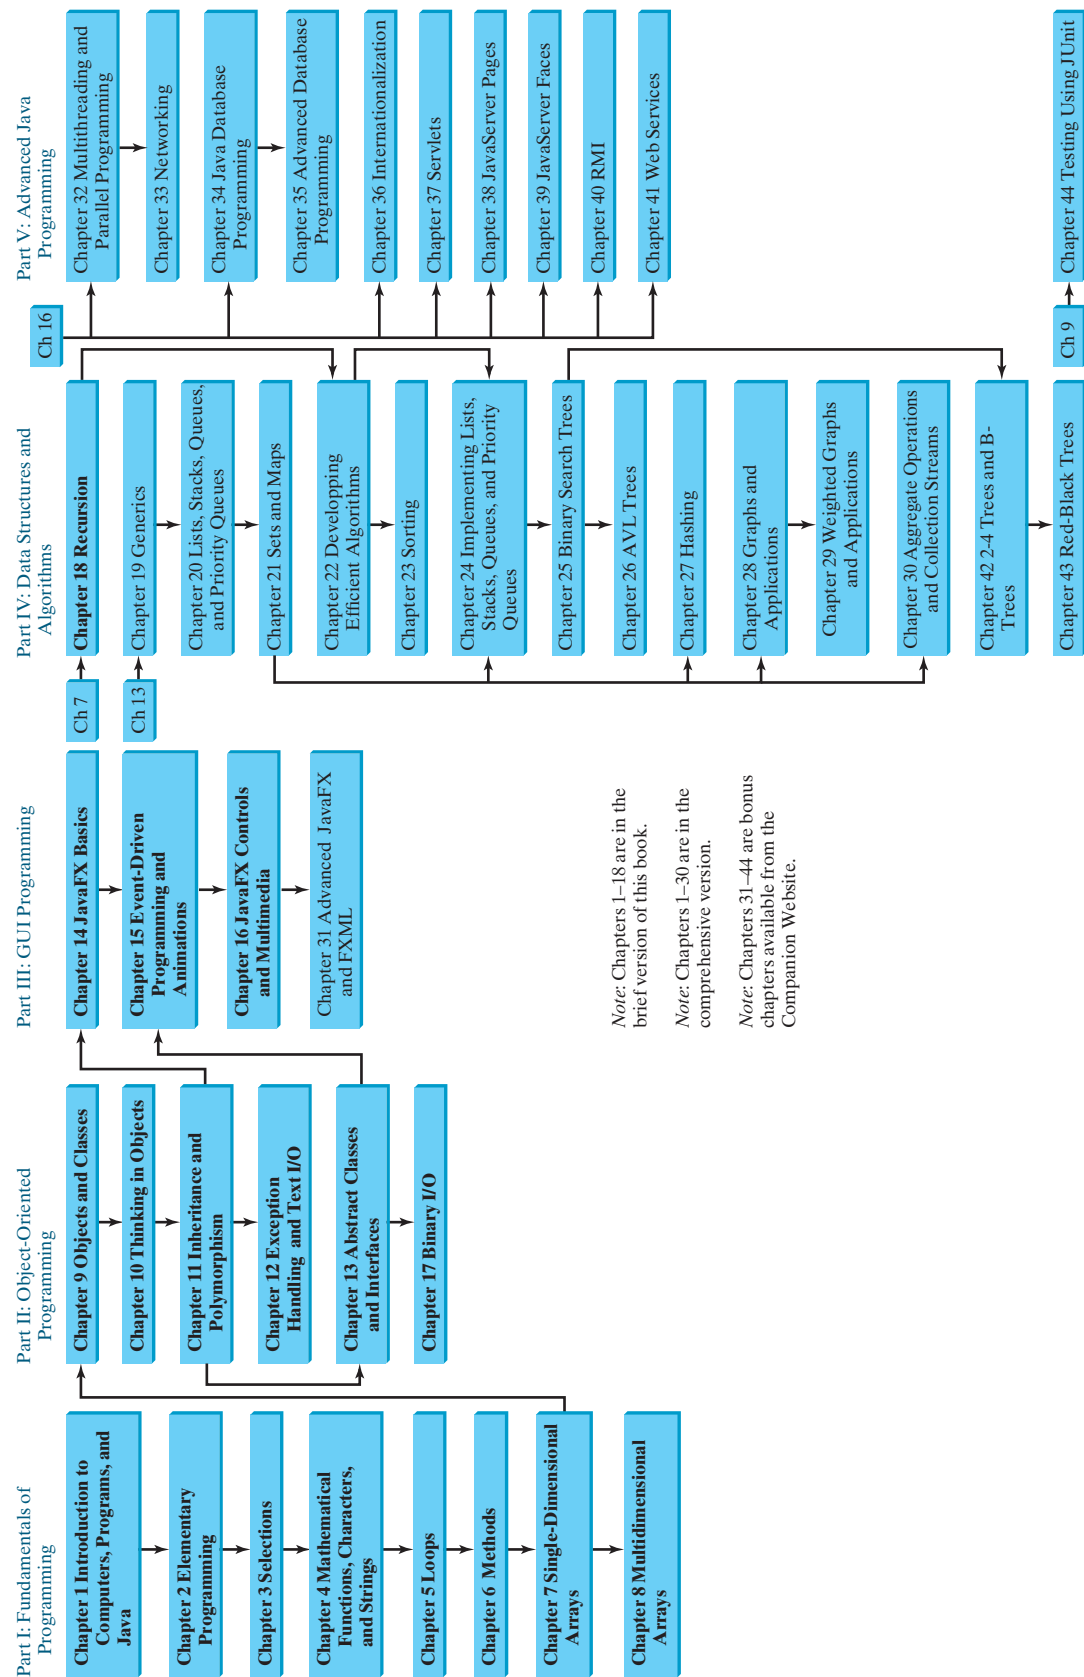 Part I: Fundamentals of
Programming
Chapter 1 Introduction to
Computers, Programs, and
Java
Chapter 2 Elementary
Programming
Chapter 3 Selections
Chapter 4 Mathematical
Functions, Characters,
and Strings
Chapter 5 Loops
Chapter 6 Methods
Chapter 7 Single-Dimensional
Arrays
Chapter 8 Multidimensional
Arrays
Part II: Object-Oriented
Programming
Chapter 9 Objects and Classes
Chapter 10 Thinking in Objects
Chapter 11 Inheritance and
Polymorphism
Chapter 12 Exception
Handling and Text I/O
Chapter 13 Abstract Classes
and Interfaces
Chapter 17 Binary I/O
Part III: GUI Programming
Chapter 14 JavaFX Basics
Chapter 15 Event-Driven
Programming and
Animations
Chapter 16 JavaFX Controls
and Multimedia
Chapter 31 Advanced JavaFX
and FXML
Note: Chapters 1–18 are in the
brief version of this book.
Note: Chapters 1–30 are in the
comprehensive version.
Note: Chapters 31–44 are bonus
chapters available from the
Companion Website.
Part IV: Data Structures and
Algorithms
Ch 7
Chapter 18 Recursion
Ch 13
Chapter 19 Generics
Chapter 20 Lists, Stacks, Queues,
and Priority Queues
Chapter 21 Sets and Maps
Chapter 22 Developping
Efficient Algorithms
Chapter 23 Sorting
Chapter 24 Implementing Lists,
Stacks, Queues, and Priority
Queues
Chapter 25 Binary Search Trees
Chapter 26 AVL Trees
Chapter 27 Hashing
Chapter 28 Graphs and
Applications
Chapter 29 Weighted Graphs
and Applications
Chapter 30 Aggregate Operations
and Collection Streams
Chapter 42 2-4 Trees and B-
Trees
Chapter 43 Red-Black Trees
Part V: Advanced Java
Programming
Ch 16
Chapter 32 Multithreading and
Parallel Programming
Chapter 33 Networking
Chapter 34 Java Database
Programming
Chapter 35 Advanced Database
Programming
Chapter 36 Internationalization
Chapter 37 Servlets
Chapter 38 JavaServer Pages
Chapter 39 JavaServer Faces
Chapter 40 RMI
Chapter 41 Web Services
Ch 9
Chapter 44 Testing Using JUnit